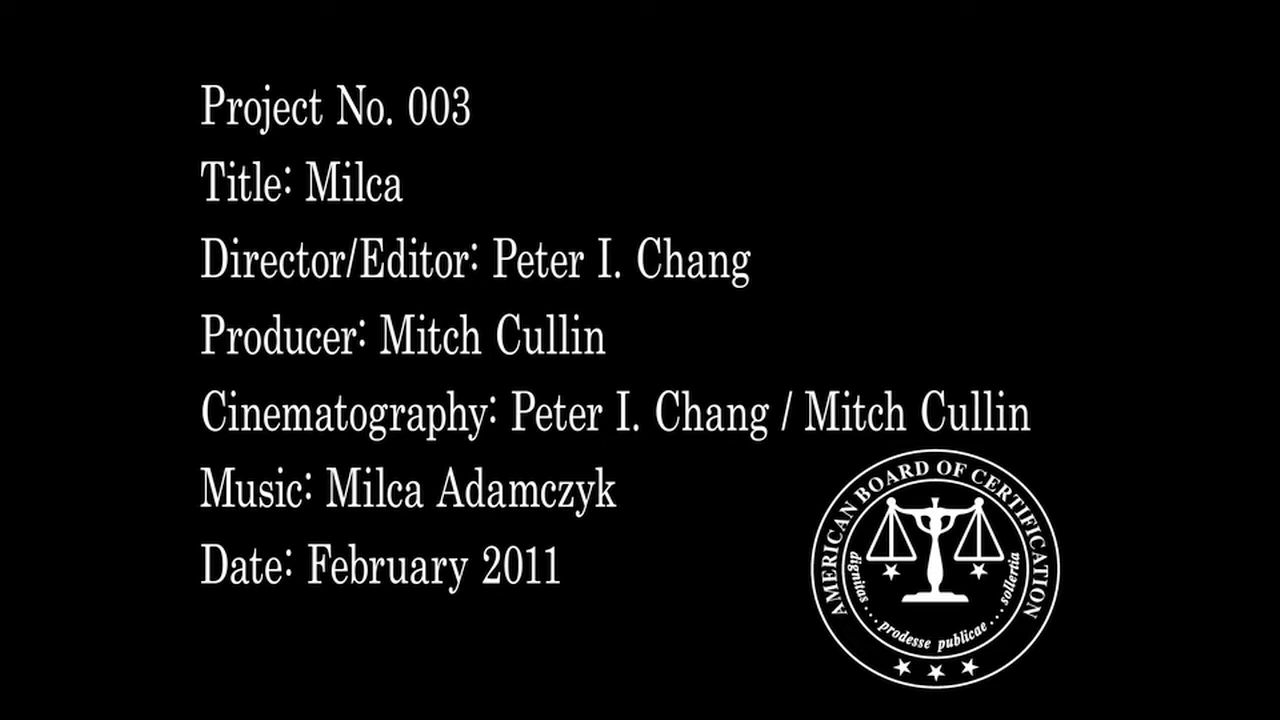 Project No. 003
Title: Milca
Director/Editor: Peter I. Chang
Producer: Mitch Cullin
Cinematography: Peter I. Chang / Mitch Cullin
Music: Milca Adamczyk
Date: February 2011
AMERICAN BOARD OF CERTIFICATION
dignitas . . . prodesse publicae . . . sollertia